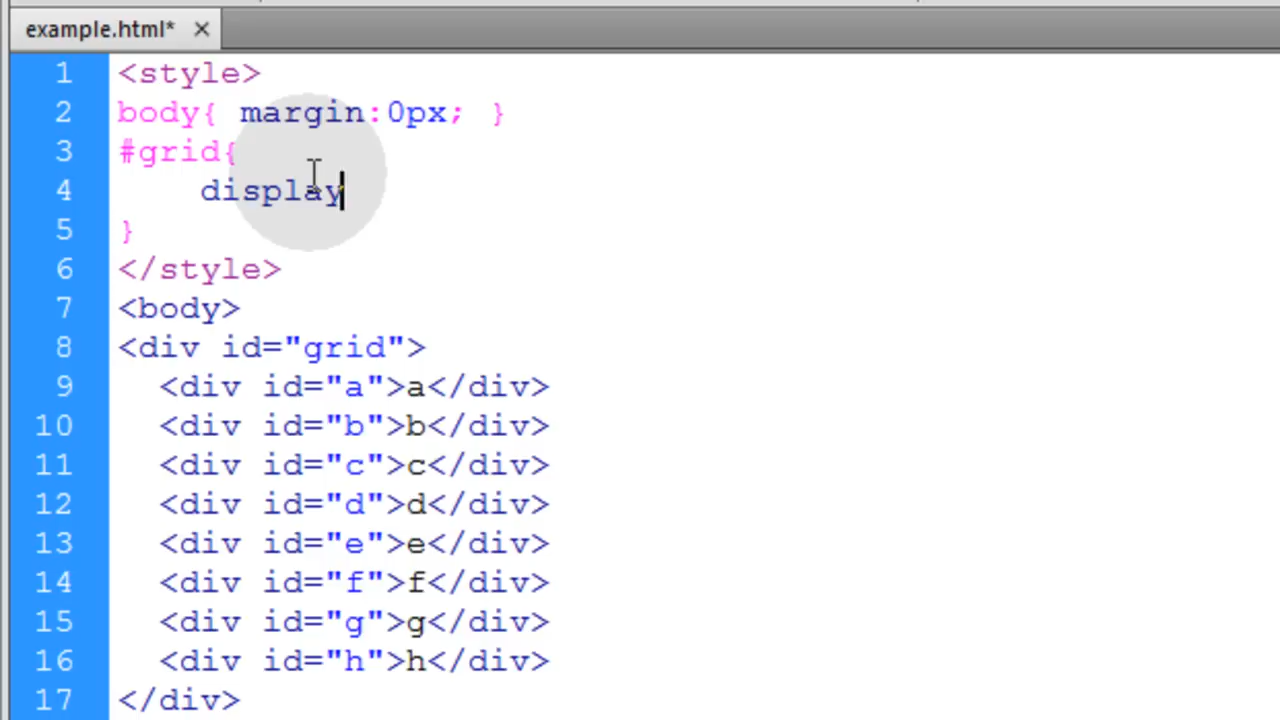 example.html* ×
1 <style>
2 body{ margin:0px; }
3 #grid{
4     display
5 }
6 </style>
7 <body>
8 <div id="grid">
9   <div id="a">a</div>
10   <div id="b">b</div>
11   <div id="c">c</div>
12   <div id="d">d</div>
13   <div id="e">e</div>
14   <div id="f">f</div>
15   <div id="g">g</div>
16   <div id="h">h</div>
17 </div>